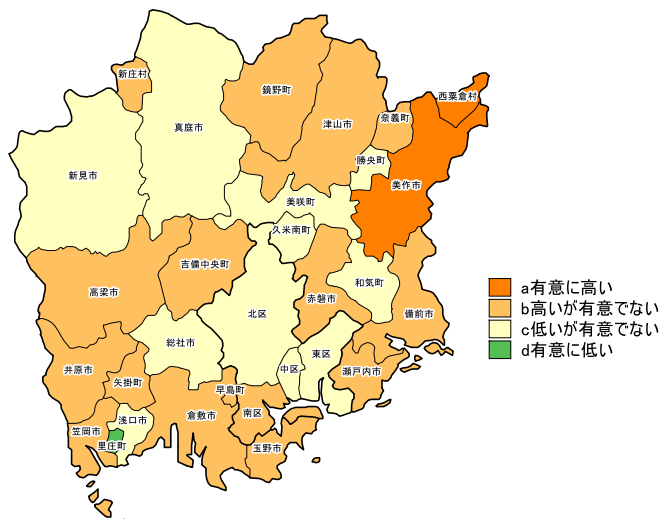 新庄村
鏡野町
西粟倉村
津山市
奈義町
真庭市
勝央町
新見市
美作市
美咲町
久米南町
吉備中央町
和気町
高梁市
赤磐市
備前市
北区
総社市
東区
中区
井原市
瀬戸内市
矢掛町
早島町
南区
倉敷市
浅口市
笠岡市
里庄町
玉野市
a有意に高い
b高いが有意でない
c低いが有意でない
d有意に低い